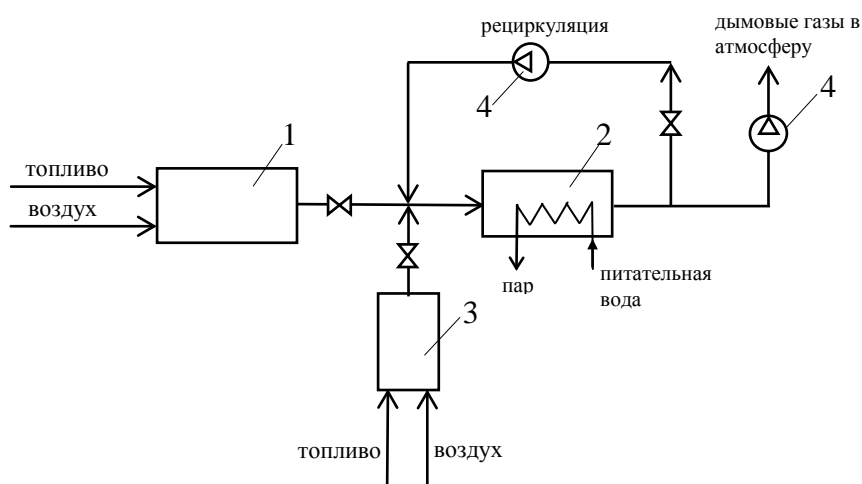 рециркуляция
дымовые газы в
атмосферу
4
4
1
2
топливо
воздух
пар
питательная
вода
3
топливо
воздух